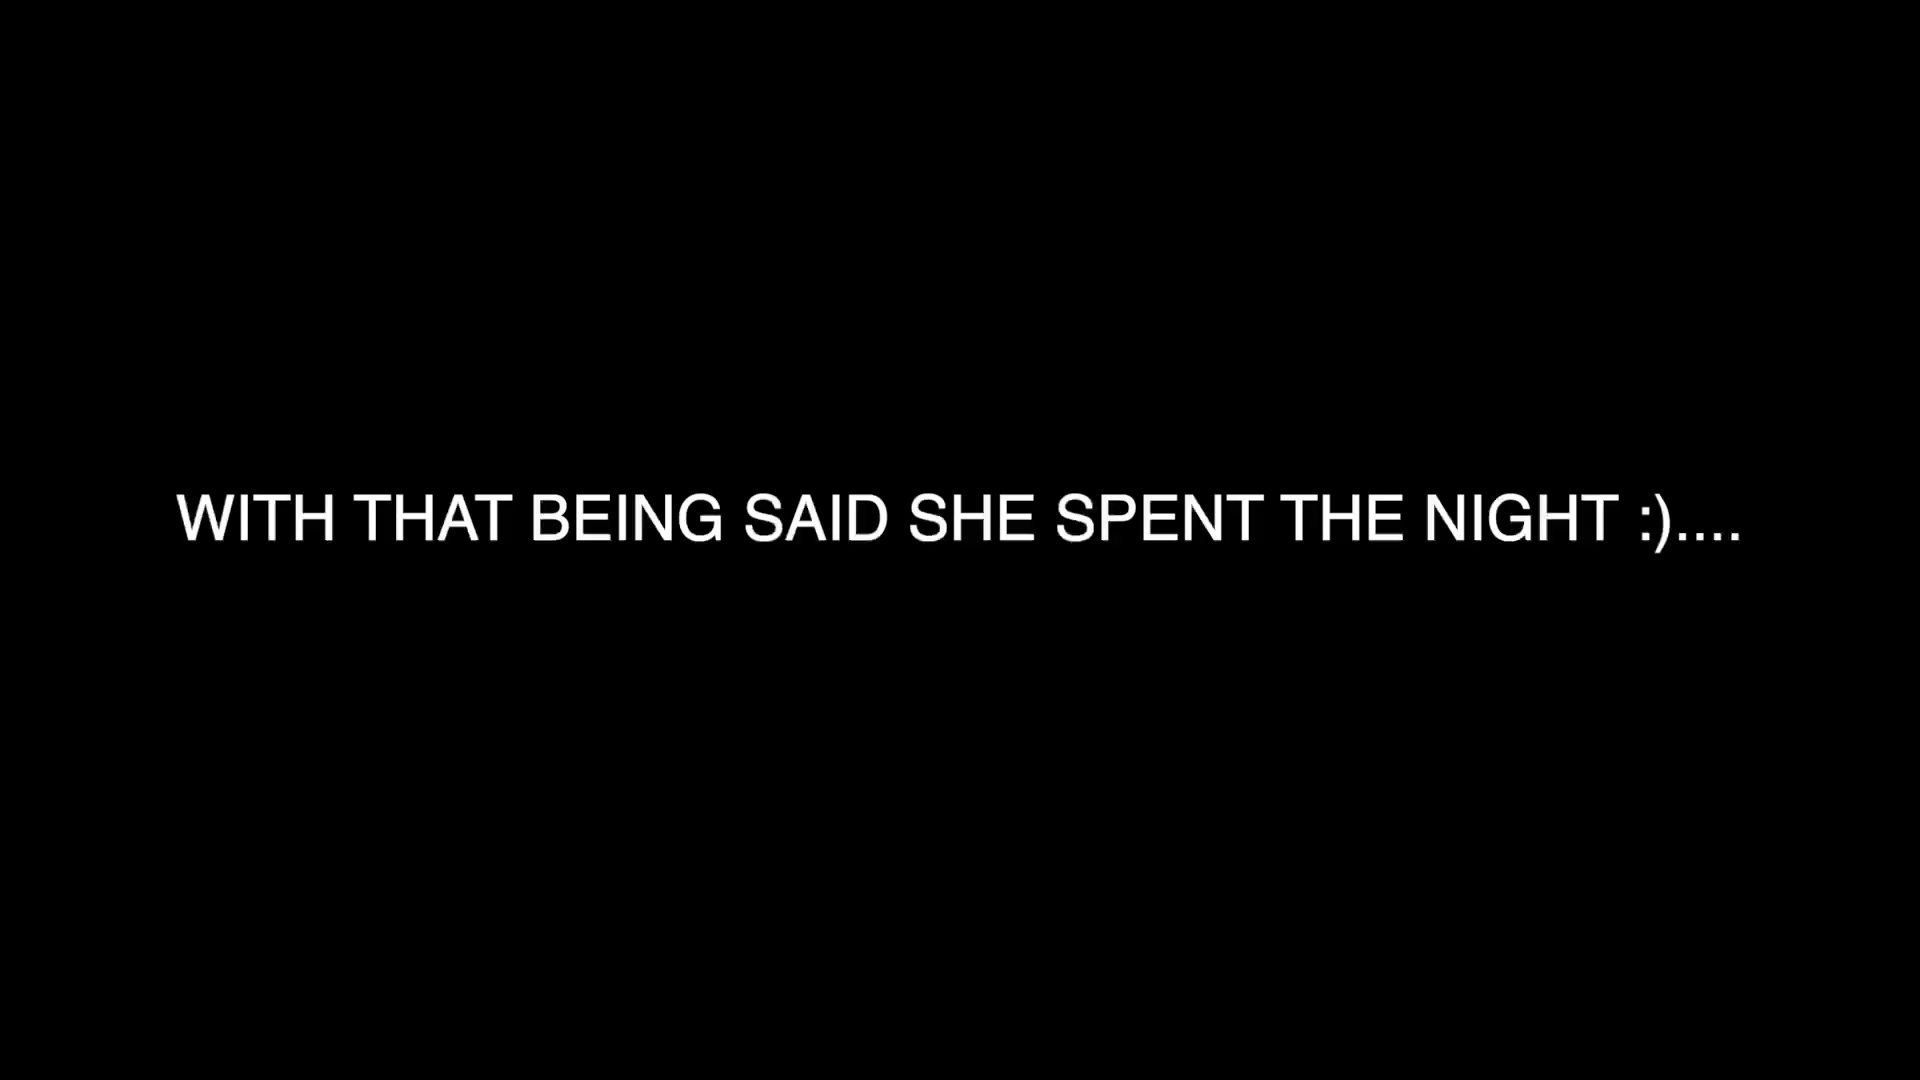 WITH THAT BEING SAID SHE SPENT THE NIGHT :)....